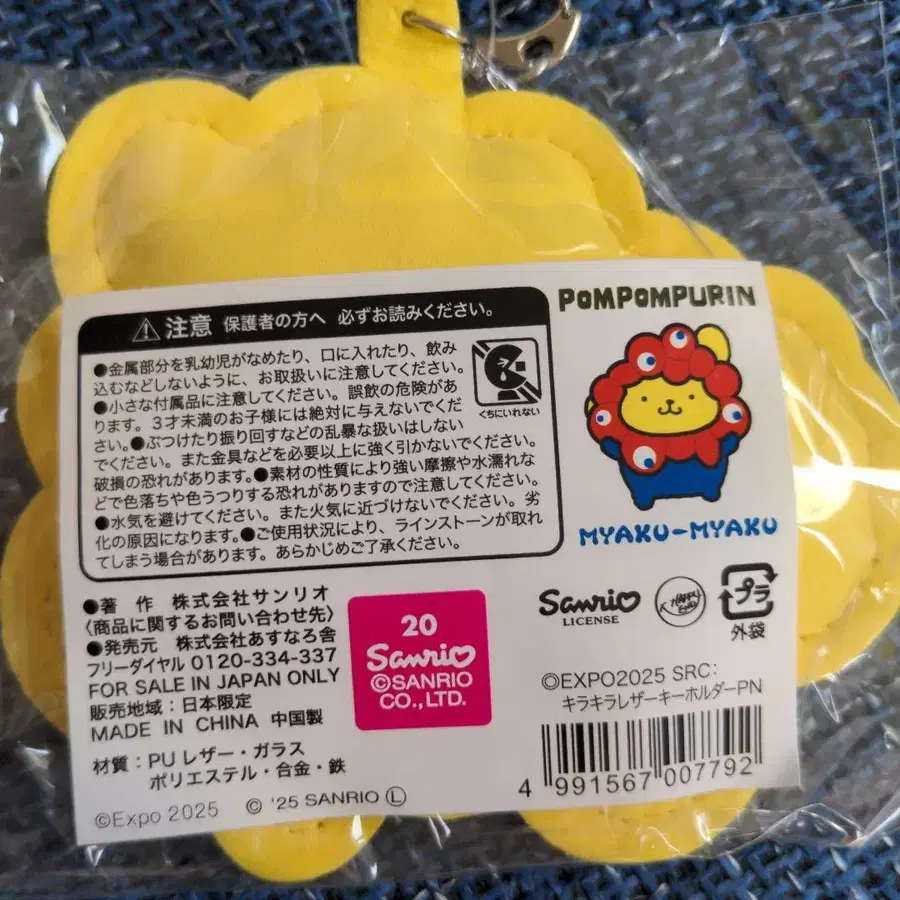 ⚠注意 保護者の方へ 必ずお読みください。
●金属部分を乳幼児がなめたり、口に入れたり、飲み
込むなどしないように、お取扱いに注意してください。
●小さな付属品に注意してください。誤飲の危険があ
ります。3才未満のお子様には絶対に与えないでくだ
さい。●ぶつけたり振り回すなどの乱暴な扱いはしない
でください。また金具などを必要以上に強く引かないでください。
破損の恐れがあります。●素材の性質により強い摩擦や水濡れな
どで色落ちや色うつりする恐れがありますので注意してください。
●水気を避けてください。また火気に近づけないでください。劣
化の原因になります。●ご使用状況により、ラインストーンが取れ
てしまう場合があります。あらかじめご了承ください。
くちにいれない
POMPOMPURIN
MYAKU-MYAKU
●著 作 株式会社サンリオ
〈商品に関するお問い合わせ先〉
●発売元 株式会社あすなろ舎
フリーダイヤル 0120-334-337
FOR SALE IN JAPAN ONLY
販売地域：日本限定
MADE IN CHINA 中国製
材質：PU レザー・ガラス
ポリエステル・合金・鉄
©Expo 2025 © '25 SANRIO Ⓛ
20
Sanrio
©SANRIO
CO.,LTD.
Sanrio
LICENSE
HAPPY
END
プラ
外袋
©EXPO2025 SRC:
キラキラレザーキーホルダーPN
4 991567 007792